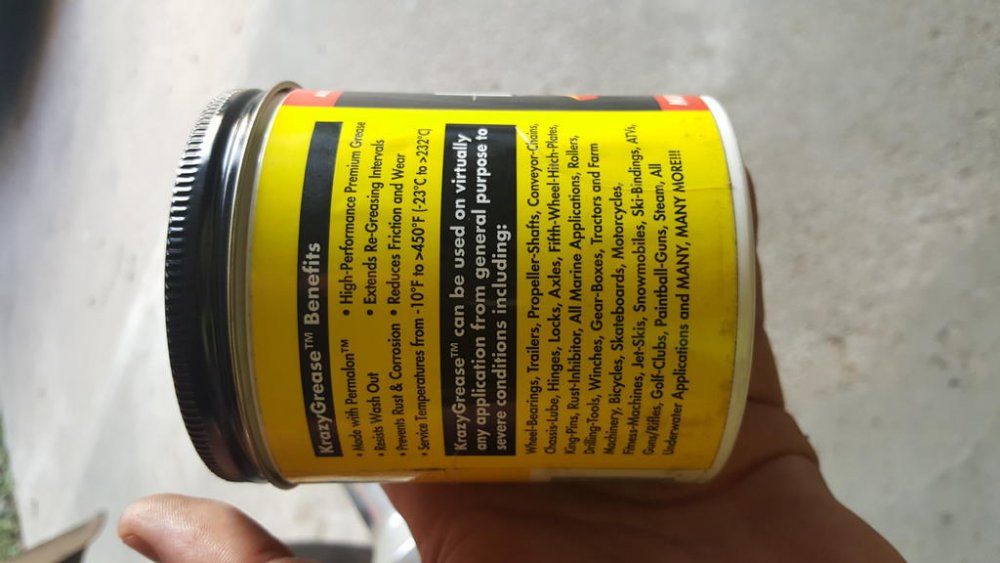 KrazyGrease™ Benefits
• Made with Permalon™ • High-Performance Premium Grease
• Resists Wash Out • Extends Re-Greasing Intervals
• Prevents Rust & Corrosion • Reduces Friction and Wear
• Service Temperatures from -10°F to >450°F (-23°C to >232°C)
KrazyGrease™ can be used on virtually
any application from general purpose to
severe conditions including:
Wheel-Bearings, Trailers, Propeller-Shafts, Conveyor-Chains,
Chassis-Lube, Hinges, Locks, Axles, Fifth-Wheel-Hitch-Plates,
King-Pins, Rust-Inhibitor, All Marine Applications, Rollers,
Drilling-Tools, Winches, Gear-Boxes, Tractors and Farm
Machinery, Bicycles, Skateboards, Motorcycles,
Fitness-Machines, Jet-Skis, Snowmobiles, Ski-Bindings, ATVs,
Guns/Rifles, Golf-Clubs, Paintball-Guns, Steam, All
Underwater Applications and MANY, MANY MORE!!!